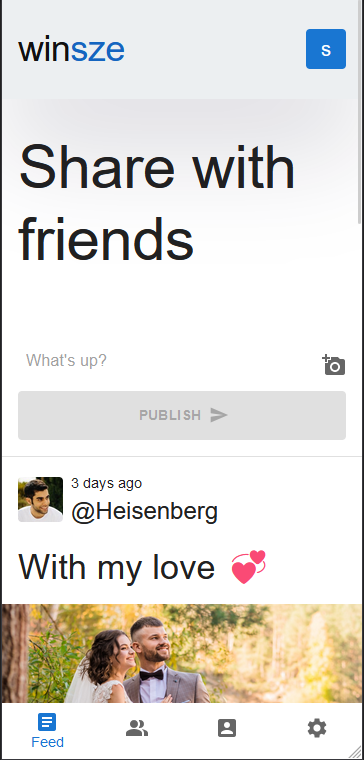 winsze
S
Share with
friends
What's up?
PUBLISH
3 days ago
@Heisenberg
With my love 💞
Feed